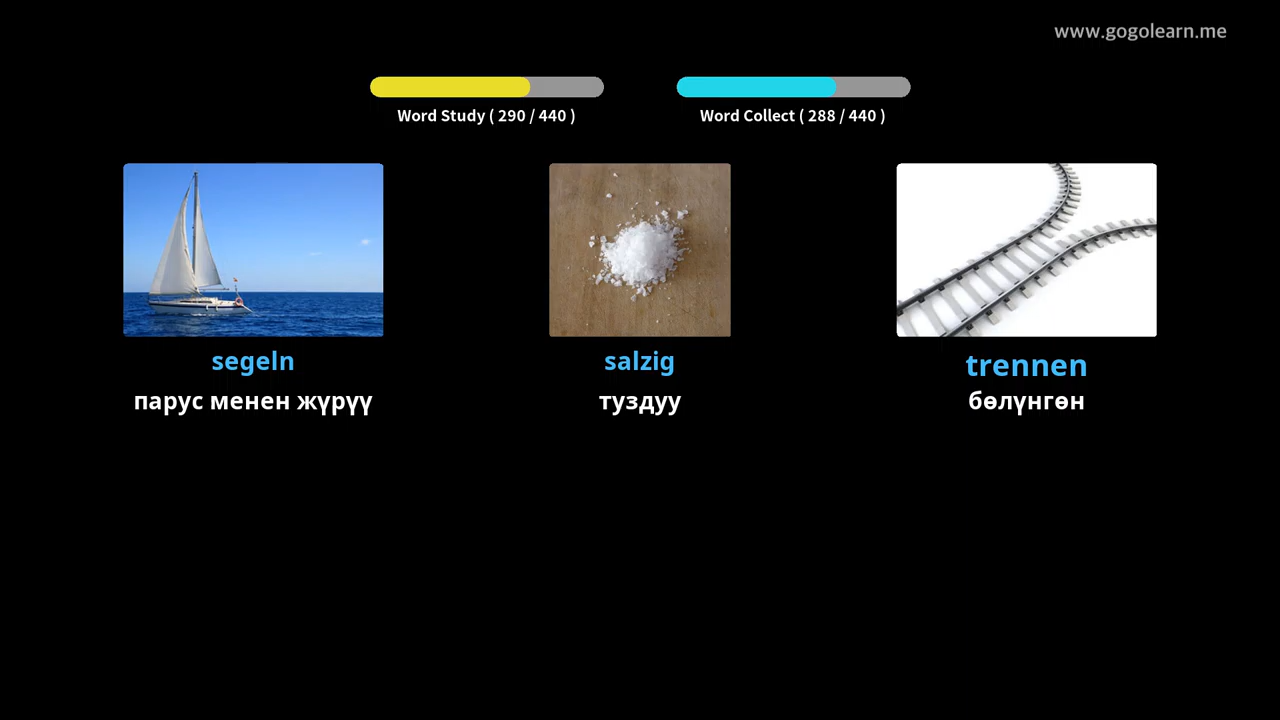 www.gogolearn.me
Word Study ( 290 / 440 )
Word Collect ( 288 / 440 )
segeln
salzig
trennen
парус менен жүрүү
туздуу
бөлүнгөн